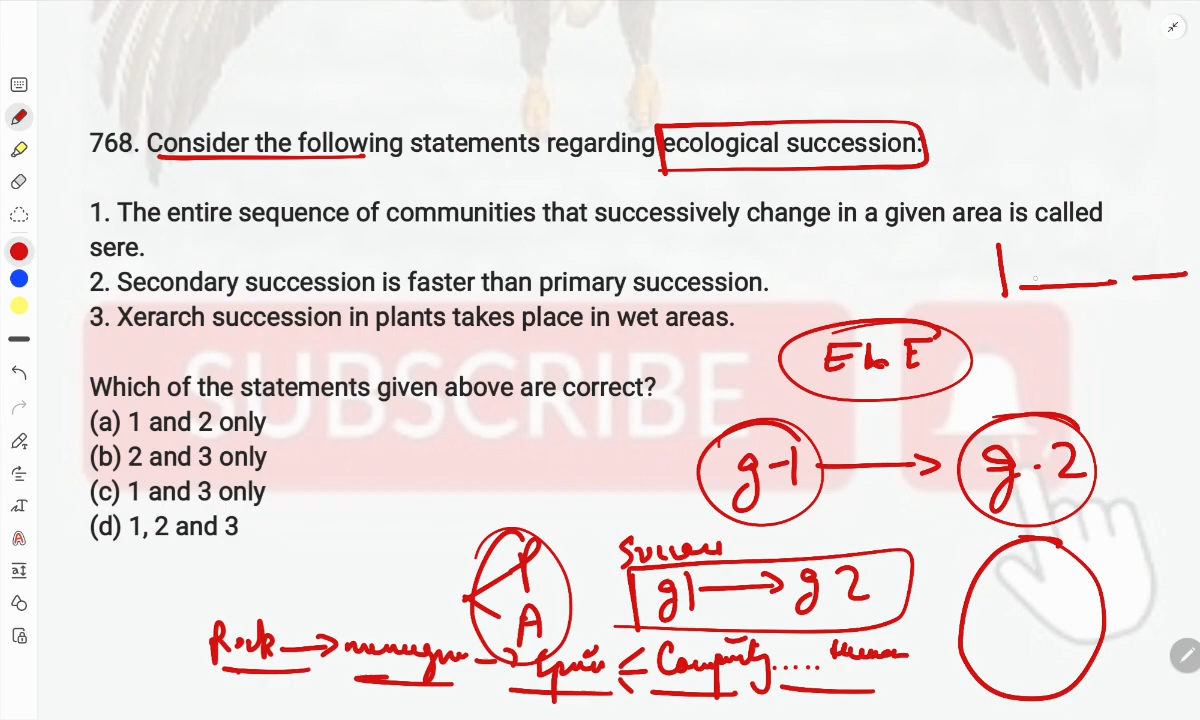 768. Consider the following statements regarding ecological succession:
1. The entire sequence of communities that successively change in a given area is called
sere.
2. Secondary succession is faster than primary succession.
3. Xerarch succession in plants takes place in wet areas.
SUBSCRIBE
Which of the statements given above are correct?
(a) 1 and 2 only
(b) 2 and 3 only
(c) 1 and 3 only
(d) 1, 2 and 3
g-1 g.2
P
A
g1 g2
Rock